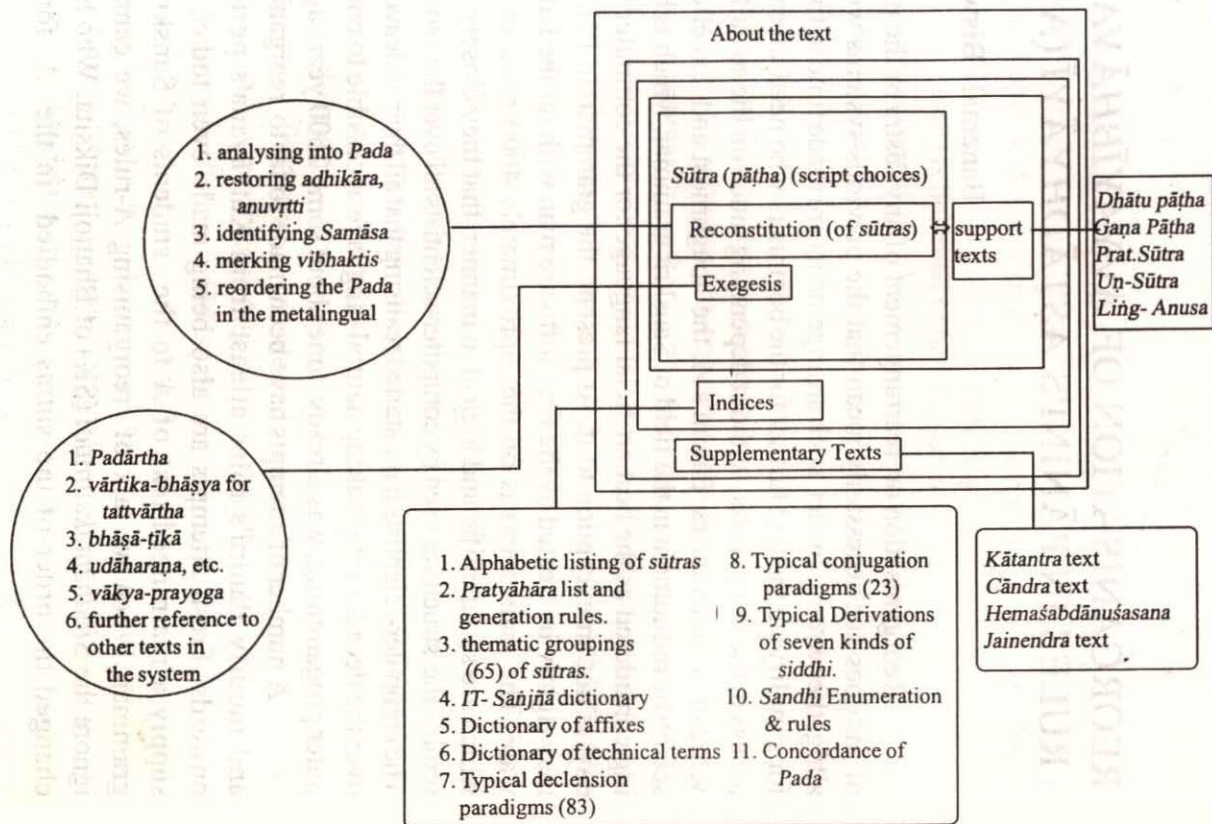 About the text
1. analysing into Pada
2. restoring adhikāra,
anuvṛtti
3. identifying Samāsa
4. merking vibhaktis
5. reordering the Pada
in the metalingual
Sūtra (pāṭha) (script choices)
Reconstitution (of sūtras)
⇔ support
texts
Exegesis
Dhātu pāṭha
Gaṇa Pāṭha
Prat.Sūtra
Uṇ-Sūtra
Liṅg- Anusa
Indices
Supplementary Texts
1. Padārtha
2. vārtika-bhāṣya for
tattvārtha
3. bhāṣā-ṭīkā
4. udāharaṇa, etc.
5. vākya-prayoga
6. further reference to
other texts in
the system
1. Alphabetic listing of sūtras
2. Pratyāhāra list and
generation rules.
3. thematic groupings
(65) of sūtras.
4. IT- Saṅjñā dictionary
5. Dictionary of affixes
6. Dictionary of technical terms
7. Typical declension
paradigms (83)
8. Typical conjugation
paradigms (23)
9. Typical Derivations
of seven kinds of
siddhi.
10. Sandhi Enumeration
& rules
11. Concordance of
Pada
Kātantra text
Cāndra text
Hemaśabdānuśasana
Jainendra text